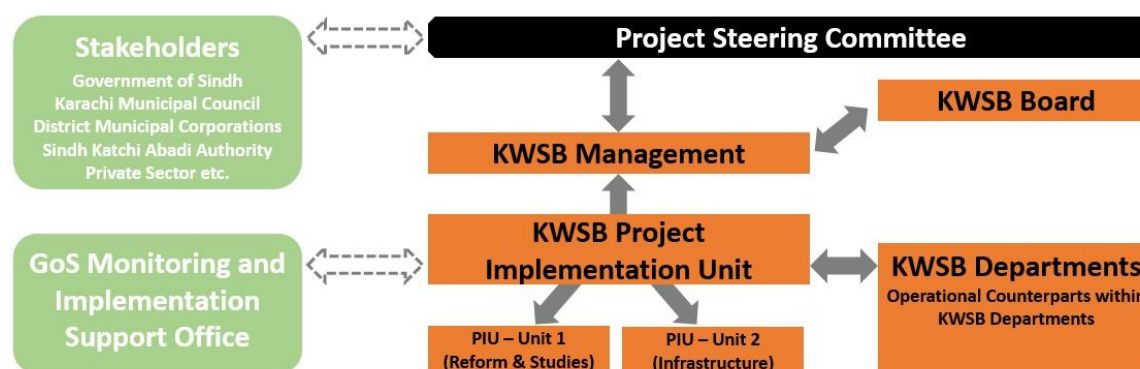 Stakeholders
Government of Sindh
Karachi Municipal Council
District Municipal Corporations
Sindh Katchi Abadi Authority
Private Sector etc.
Project Steering Committee
KWSB Board
KWSB Management
GoS Monitoring and
Implementation
Support Office
KWSB Project
Implementation Unit
KWSB Departments
Operational Counterparts within
KWSB Departments
PIU – Unit 1
(Reform & Studies)
PIU – Unit 2
(Infrastructure)